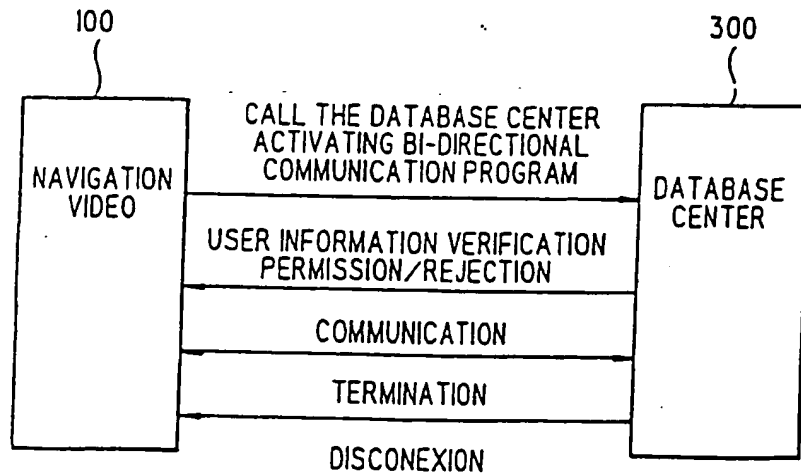 100
300
CALL THE DATABASE CENTER
ACTIVATING BI-DIRECTIONAL
COMMUNICATION PROGRAM
NAVIGATION
VIDEO
DATABASE
CENTER
USER INFORMATION VERIFICATION
PERMISSION/REJECTION
COMMUNICATION
TERMINATION
DISCONEXION